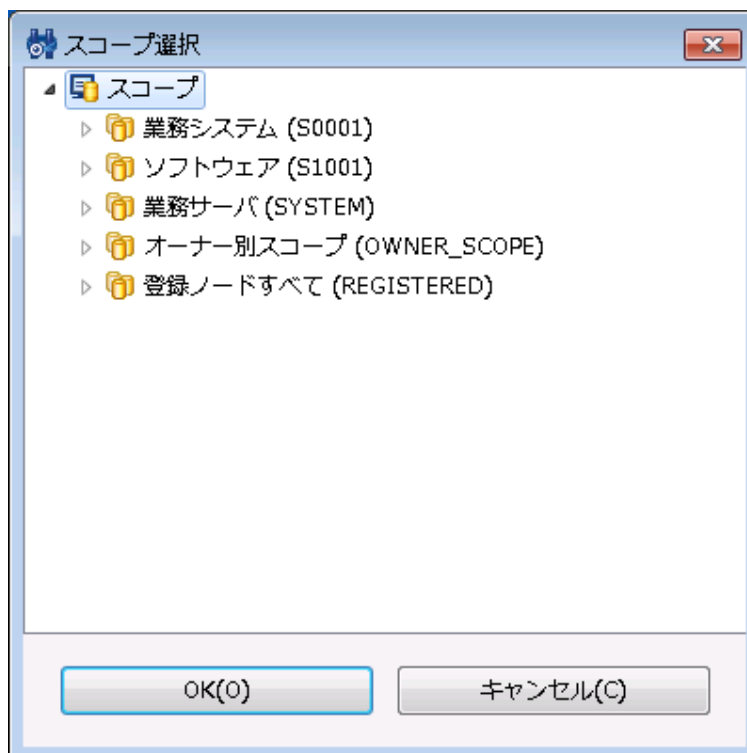 スコープ選択
スコープ
業務システム (S0001)
ソフトウェア (S1001)
業務サーバ (SYSTEM)
オーナー別スコープ (OWNER_SCOPE)
登録ノードすべて (REGISTERED)
OK(O)
キャンセル(C)